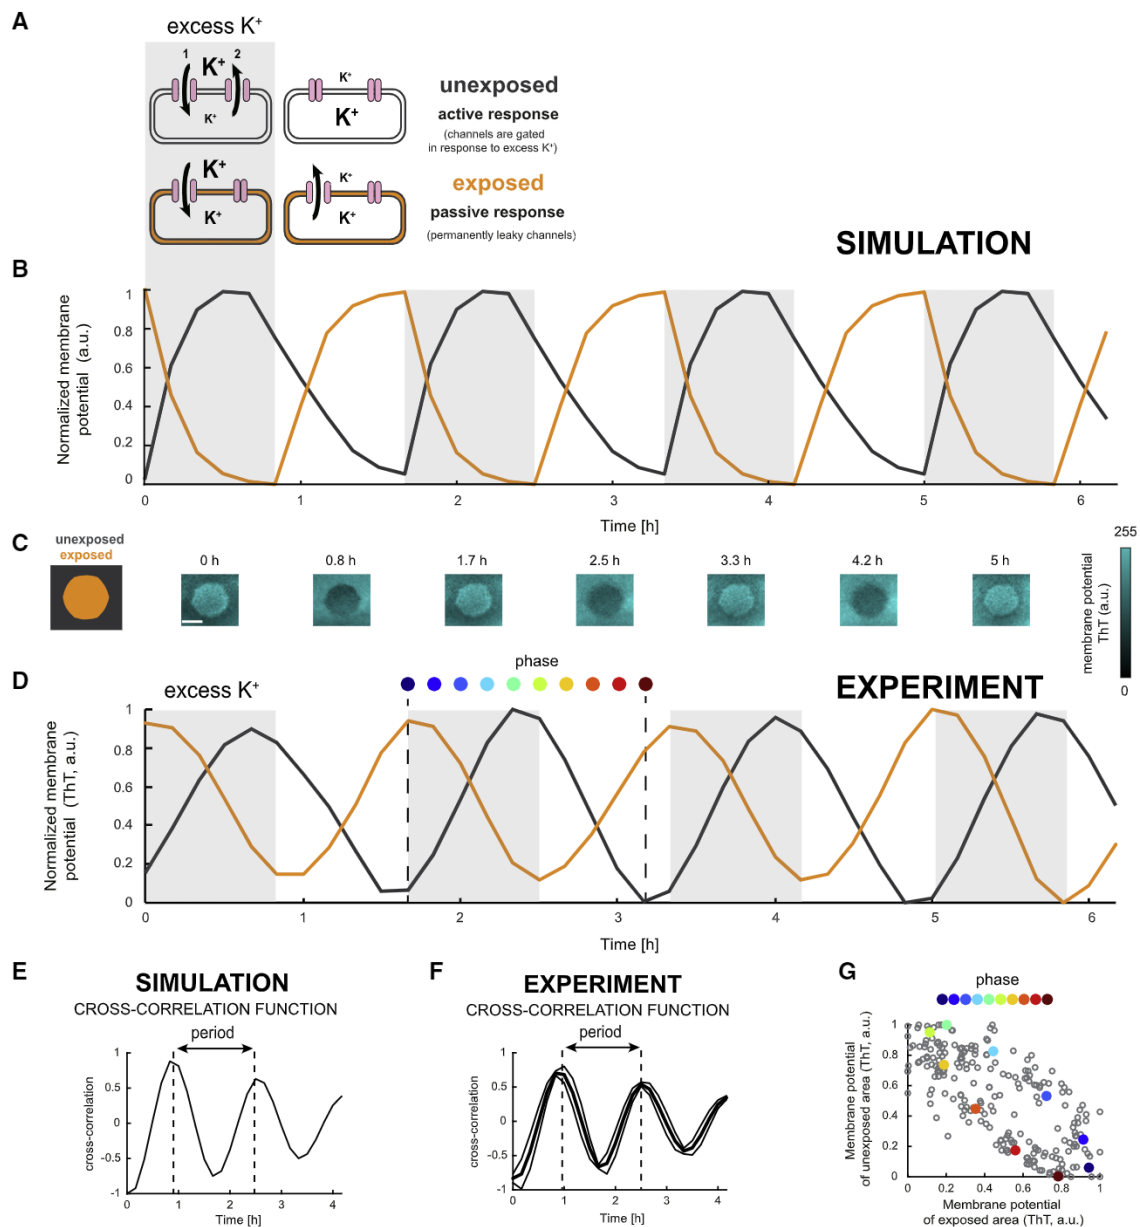 A
excess K⁺
1 2
K⁺
K⁺
K⁺
K⁺
unexposed
active response
(channels are gated
in response to excess K⁺)
K⁺
K⁺
K⁺
K⁺
exposed
passive response
(permanently leaky channels)
SIMULATION
B
Normalized membrane
potential (a.u.)
1
0.8
0.6
0.4
0.2
0
0 1 2 3 4 5 6
Time [h]
C
unexposed
exposed
0 h 0.8 h 1.7 h 2.5 h 3.3 h 4.2 h 5 h
255
membrane potential
ThT (a.u.)
0
D
excess K⁺
phase
EXPERIMENT
Normalized membrane
potential (ThT, a.u.)
1
0.8
0.6
0.4
0.2
0
0 1 2 3 4 5 6
Time [h]
E
SIMULATION
CROSS-CORRELATION FUNCTION
period
cross-correlation
1
0.5
0
-0.5
-1
0 1 2 3 4
Time [h]
F
EXPERIMENT
CROSS-CORRELATION FUNCTION
period
cross-correlation
1
0.5
0
-0.5
-1
0 1 2 3 4
Time [h]
G
phase
Membrane potential
of unexposed area (ThT, a.u.)
1
0.8
0.6
0.4
0.2
0
0 0.2 0.4 0.6 0.8 1
Membrane potential
of exposed area (ThT, a.u.)